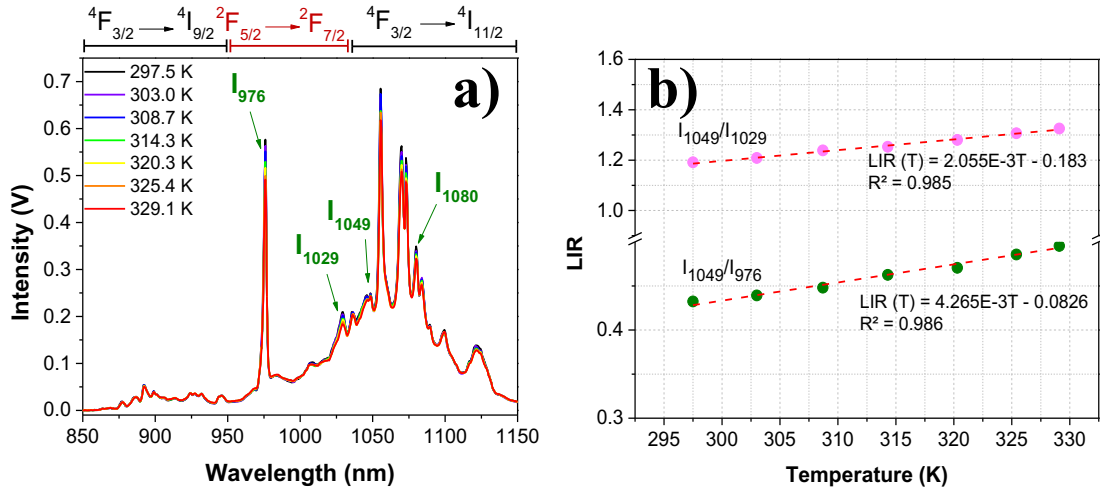 ⁴F₃/₂ → ⁴I₉/₂ ²F₅/₂ → ²F₇/₂ ⁴F₃/₂ → ⁴I₁₁/₂
a)
297.5 K
303.0 K
308.7 K
314.3 K
320.3 K
325.4 K
329.1 K
I₉₇₆
I₁₀₂₉
I₁₀₄₉
I₁₀₈₀
0.7
0.6
0.5
0.4
0.3
0.2
0.1
0.0
Intensity (V)
850 900 950 1000 1050 1100 1150
Wavelength (nm)
b)
1.6
1.4
1.2
1.0
0.4
0.3
LIR
I₁₀₄₉/I₁₀₂₉
LIR (T) = 2.055E-3T - 0.183
R² = 0.985
I₁₀₄₉/I₉₇₆
LIR (T) = 4.265E-3T - 0.0826
R² = 0.986
295 300 305 310 315 320 325 330
Temperature (K)